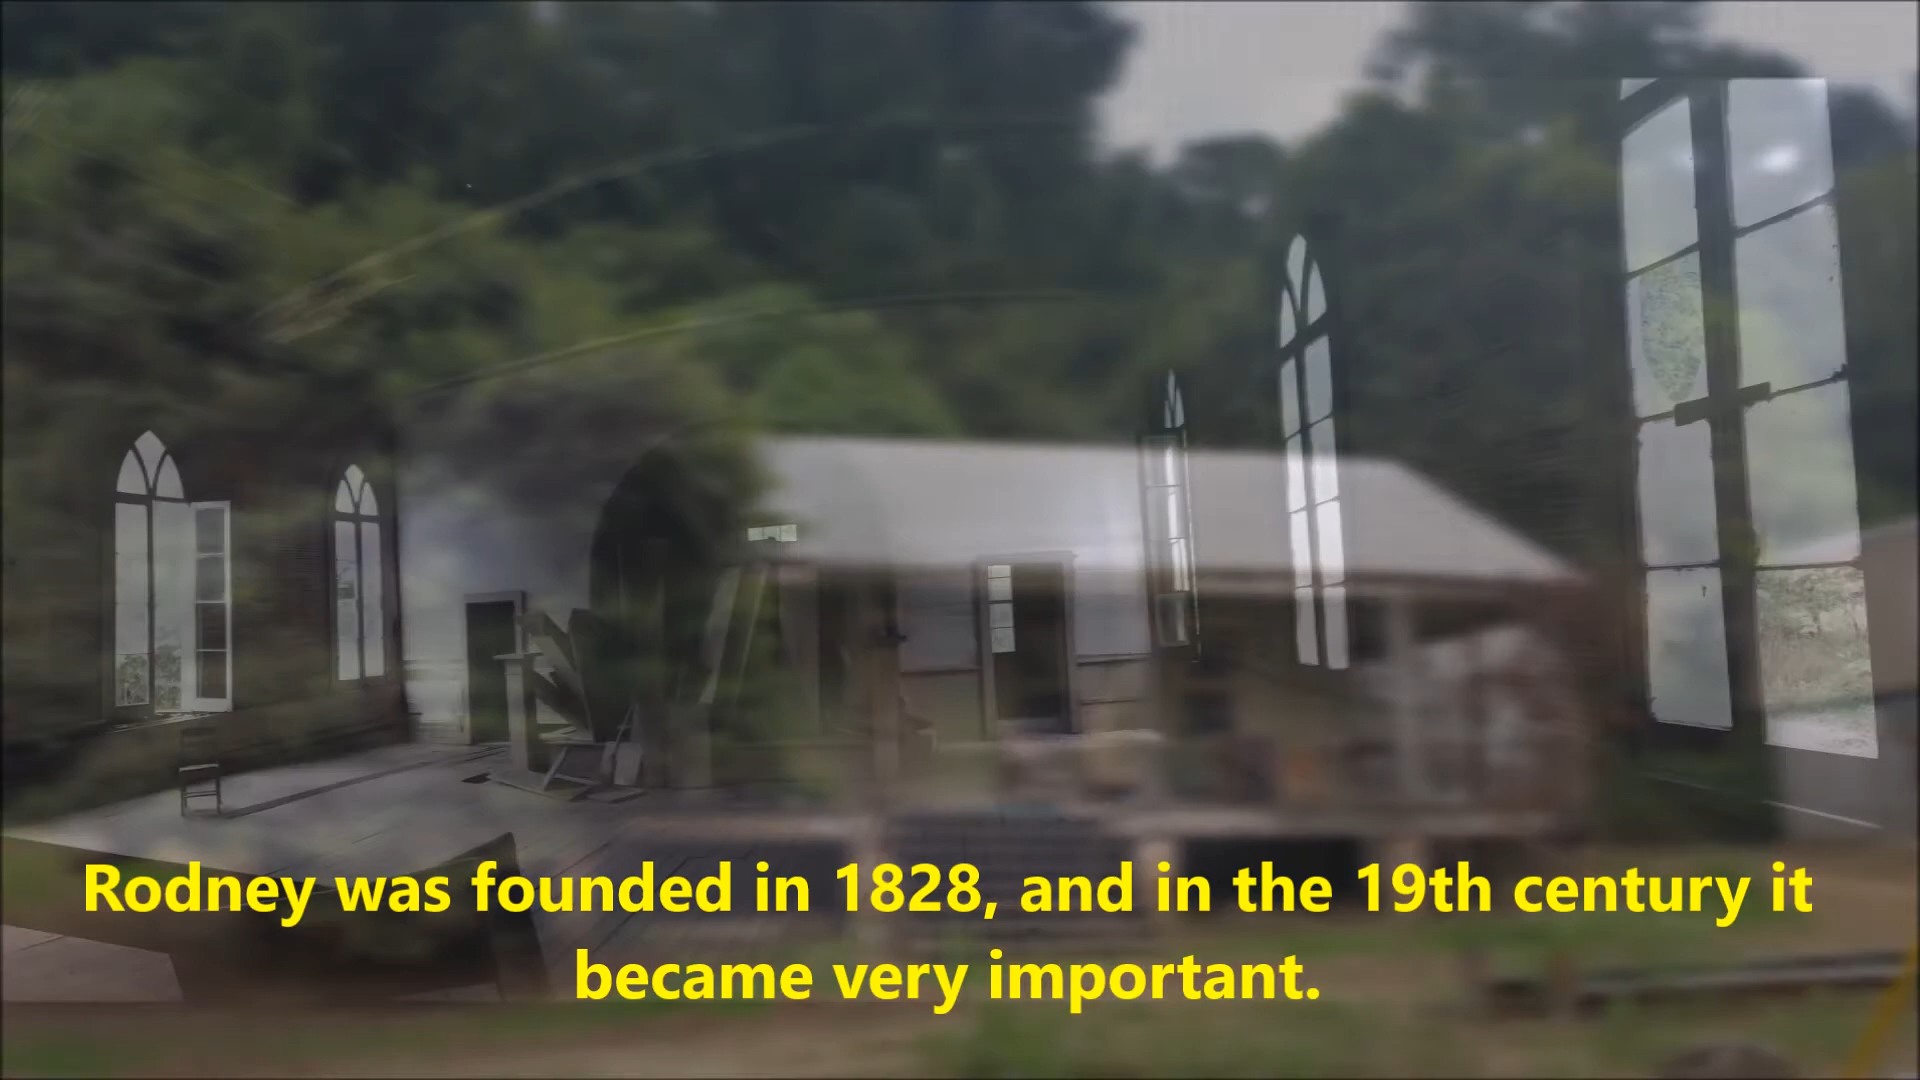 Rodney was founded in 1828, and in the 19th century it
became very important.